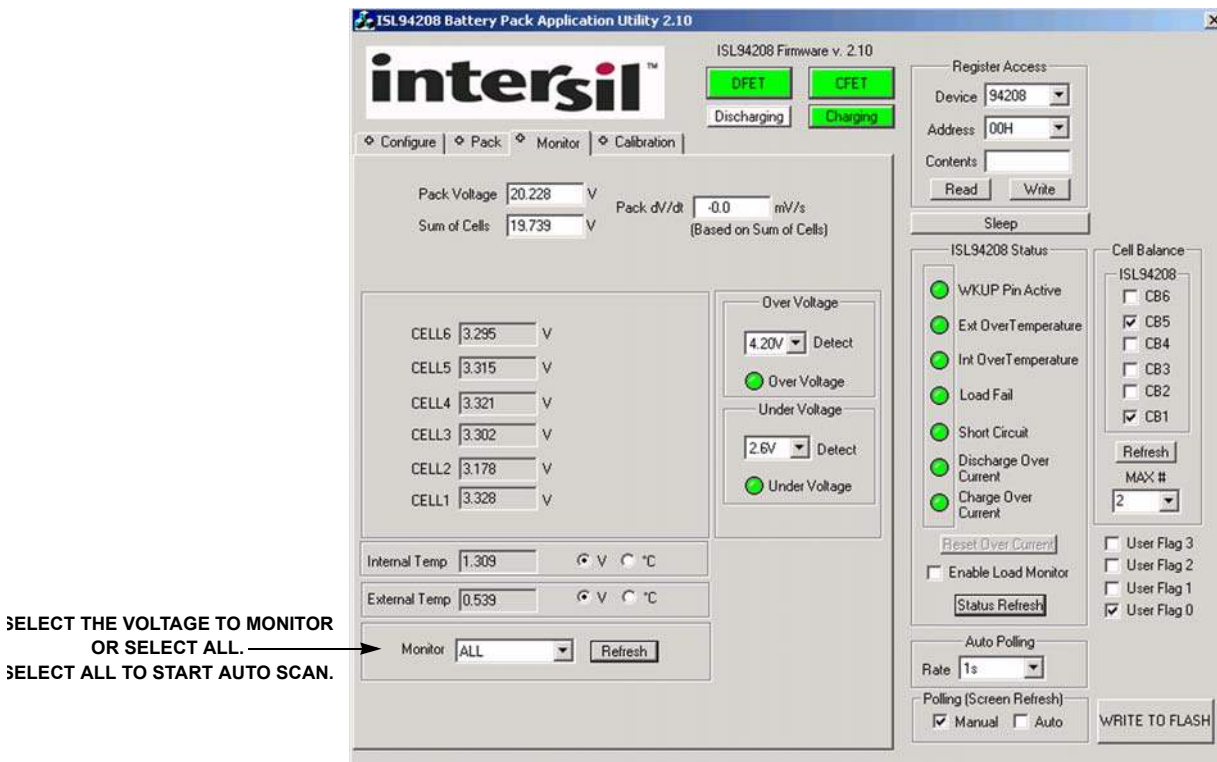 ISL94208 Battery Pack Application Utility 2.10
intersil™
ISL94208 Firmware v. 2.10
DFET
CFET
Discharging
Charging
Configure
Pack
Monitor
Calibration
Pack Voltage 20.228 V
Sum of Cells 19.739 V
Pack dV/dt -0.0 mV/s
(Based on Sum of Cells)
CELL6 3.295 V
CELL5 3.315 V
CELL4 3.321 V
CELL3 3.302 V
CELL2 3.178 V
CELL1 3.328 V
Over Voltage
4.20V Detect
Over Voltage
Under Voltage
2.6V Detect
Under Voltage
Internal Temp 1.309 V °C
External Temp 0.539 V °C
Monitor ALL Refresh
SELECT THE VOLTAGE TO MONITOR
OR SELECT ALL.
SELECT ALL TO START AUTO SCAN.
Register Access
Device 94208
Address 00H
Contents
Read Write
Sleep
ISL94208 Status
WKUP Pin Active
Ext OverTemperature
Int OverTemperature
Load Fail
Short Circuit
Discharge Over
Current
Charge Over
Current
Reset Over Current
Enable Load Monitor
Status Refresh
Auto Polling
Rate 1s
Polling (Screen Refresh)
Manual Auto
Cell Balance
ISL94208
CB6
CB5
CB4
CB3
CB2
CB1
Refresh
MAX #
2
User Flag 3
User Flag 2
User Flag 1
User Flag 0
WRITE TO FLASH